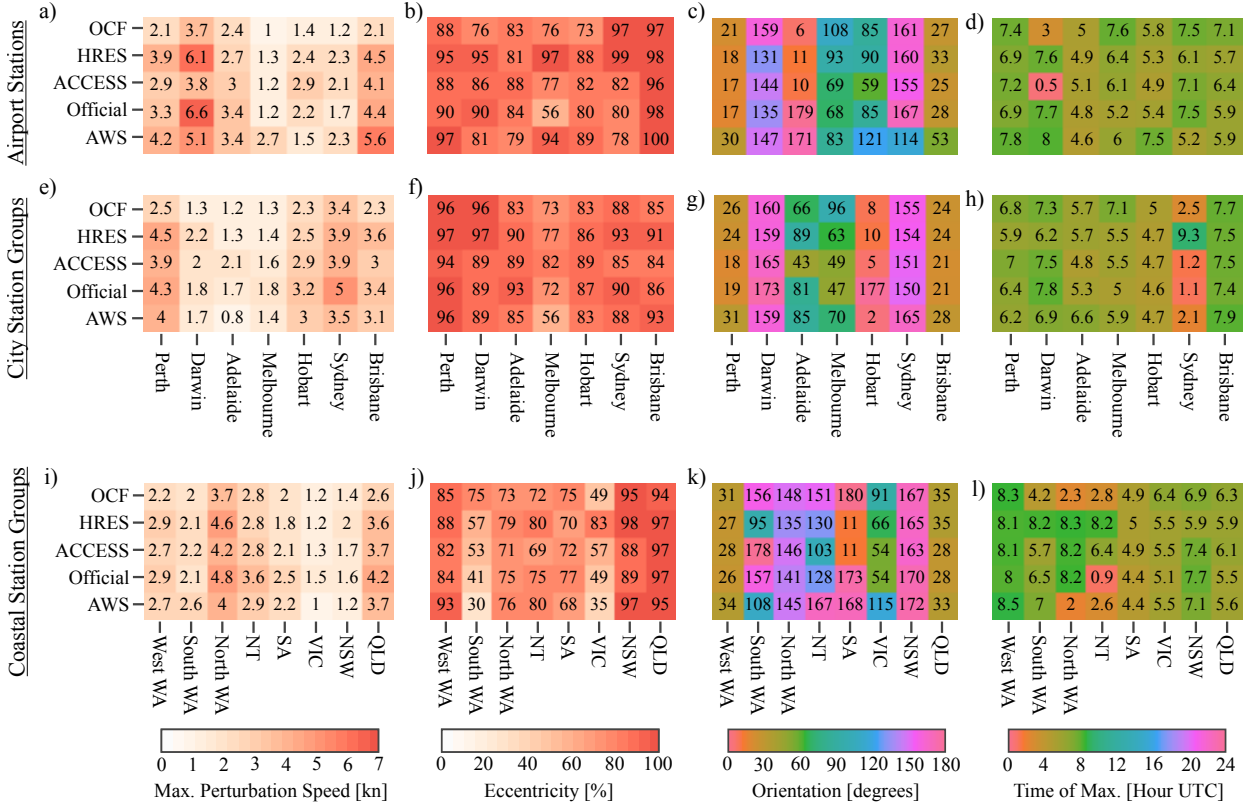 a) b) c) d)
Airport Stations
OCF 2.1 3.7 2.4 1 1.4 1.2 2.1 88 76 83 76 73 97 97 21 159 6 108 85 161 27 7.4 3 5 7.6 5.8 7.5 7.1
HRES 3.9 6.1 2.7 1.3 2.4 2.3 4.5 95 95 81 97 88 99 98 18 131 11 93 90 160 33 6.9 7.6 4.9 6.4 5.3 6.1 5.7
ACCESS 2.9 3.8 3 1.2 2.9 2.1 4.1 88 86 88 77 82 82 96 17 144 10 69 59 155 25 7.2 0.5 5.1 6.1 4.9 7.1 6.4
Official 3.3 6.6 3.4 1.2 2.2 1.7 4.4 90 90 84 56 80 80 98 17 135 179 68 85 167 28 6.9 7.7 4.8 5.2 5.4 7.5 5.9
AWS 4.2 5.1 3.4 2.7 1.5 2.3 5.6 97 81 79 94 89 78 100 30 147 171 83 121 114 53 7.8 8 4.6 6 7.5 5.2 5.9
e) f) g) h)
City Station Groups
OCF 2.5 1.3 1.2 1.3 2.3 3.4 2.3 96 96 83 73 83 88 85 26 160 66 96 8 155 24 6.8 7.3 5.7 7.1 5 2.5 7.7
HRES 4.5 2.2 1.3 1.4 2.5 3.9 3.6 97 97 90 77 86 93 91 24 159 89 63 10 154 24 5.9 6.2 5.7 5.7 4.7 9.3 7.5
ACCESS 3.9 2 2.1 1.6 2.9 3.9 3 94 89 89 82 89 85 84 18 165 43 49 5 151 21 7 7.5 4.8 5.5 4.7 1.2 7.5
Official 4.3 1.8 1.7 1.8 3.2 5 3.4 96 89 93 72 87 90 86 19 173 81 47 177 150 21 6.4 7.8 5.3 5 4.6 1.1 7.4
AWS 4 1.7 0.8 1.4 3 3.5 3.1 96 89 85 56 83 88 93 31 159 85 70 2 165 28 6.2 6.9 6.6 5.9 4.7 2.1 7.9
Perth Darwin Adelaide Melbourne Hobart Sydney Brisbane Perth Darwin Adelaide Melbourne Hobart Sydney Brisbane Perth Darwin Adelaide Melbourne Hobart Sydney Brisbane Perth Darwin Adelaide Melbourne Hobart Sydney Brisbane
i) j) k) l)
Coastal Station Groups
OCF 2.2 2 3.7 2.8 2 1.2 1.4 2.6 85 75 73 72 75 49 95 94 31 156 148 151 180 91 167 35 8.3 4.2 2.3 2.8 4.9 6.4 6.9 6.3
HRES 2.9 2.1 4.6 2.8 1.8 1.2 2 3.6 88 57 79 80 70 83 98 97 27 95 135 130 11 66 165 35 8.1 8.2 8.3 8.2 5 5.5 5.9 5.9
ACCESS 2.7 2.2 4.2 2.8 2.1 1.3 1.7 3.7 82 53 71 69 72 57 88 97 28 178 146 103 11 54 163 28 8.1 5.7 8.2 6.4 4.9 5.5 7.4 6.1
Official 2.9 2.1 4.8 3.6 2.5 1.5 1.6 4.2 84 41 75 75 77 49 89 97 26 157 141 128 173 54 170 28 8 6.5 8.2 0.9 4.4 5.1 7.7 5.5
AWS 2.7 2.6 4 2.9 2.2 1 1.2 3.7 93 30 76 80 68 35 97 95 34 108 145 167 168 115 172 33 8.5 7 2 2.6 4.4 5.5 7.1 5.6
West WA South WA North WA NT SA VIC NSW QLD West WA South WA North WA NT SA VIC NSW QLD West WA South WA North WA NT SA VIC NSW QLD West WA South WA North WA NT SA VIC NSW QLD
0 1 2 3 4 5 6 7 0 20 40 60 80 100 0 30 60 90 120 150 180 0 4 8 12 16 20 24
Max. Perturbation Speed [kn] Eccentricity [%] Orientation [degrees] Time of Max. [Hour UTC]